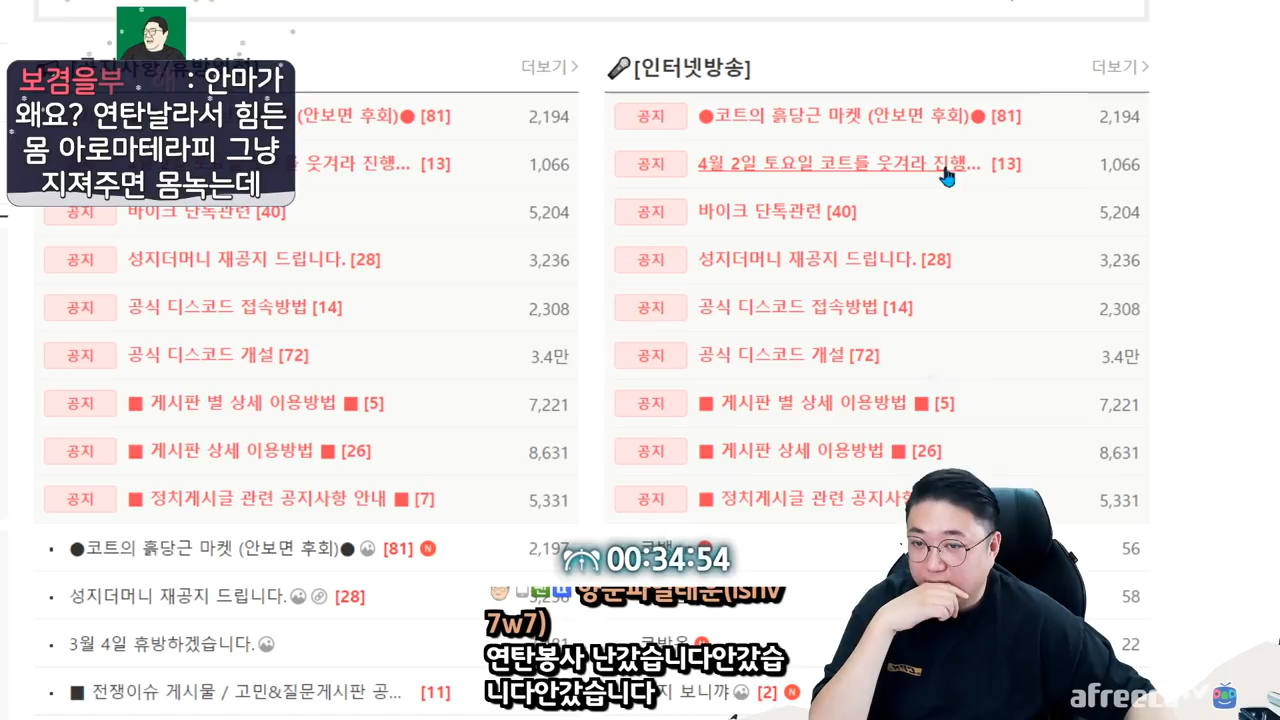 더보기
[인터넷방송]
더보기
보겸을부 : 안마가
왜요? 연탄날라서 힘든
몸 아로마테라피 그냥
지져주면 몸녹는데
(안보면 후회)● [81] 2,194
웃겨라 진행... [13] 1,066
공지 바이크 단톡관련 [40] 5,204
공지 성지더머니 재공지 드립니다. [28] 3,236
공지 공식 디스코드 접속방법 [14] 2,308
공지 공식 디스코드 개설 [72] 3.4만
공지 ■ 게시판 별 상세 이용방법 ■ [5] 7,221
공지 ■ 게시판 상세 이용방법 ■ [26] 8,631
공지 ■ 정치게시글 관련 공지사항 안내 ■ [7] 5,331
●코트의 흙당근 마켓 (안보면 후회)● [81] N
성지더머니 재공지 드립니다. [28]
3월 4일 휴방하겠습니다.
■ 전쟁이슈 게시물 / 고민&질문게시판 공... [11]
공지 ●코트의 흙당근 마켓 (안보면 후회)● [81] 2,194
공지 4월 2일 토요일 코트를 웃겨라 진행... [13] 1,066
공지 바이크 단톡관련 [40] 5,204
공지 성지더머니 재공지 드립니다. [28] 3,236
공지 공식 디스코드 접속방법 [14] 2,308
공지 공식 디스코드 개설 [72] 3.4만
공지 ■ 게시판 별 상세 이용방법 ■ [5] 7,221
공지 ■ 게시판 상세 이용방법 ■ [26] 8,631
공지 ■ 정치게시글 관련 공지사 5,331
56
58
22
보니꺄 [2] N
00:34:54
7w7)
연탄봉사 난갔습니다안갔습
니다안갔습니다